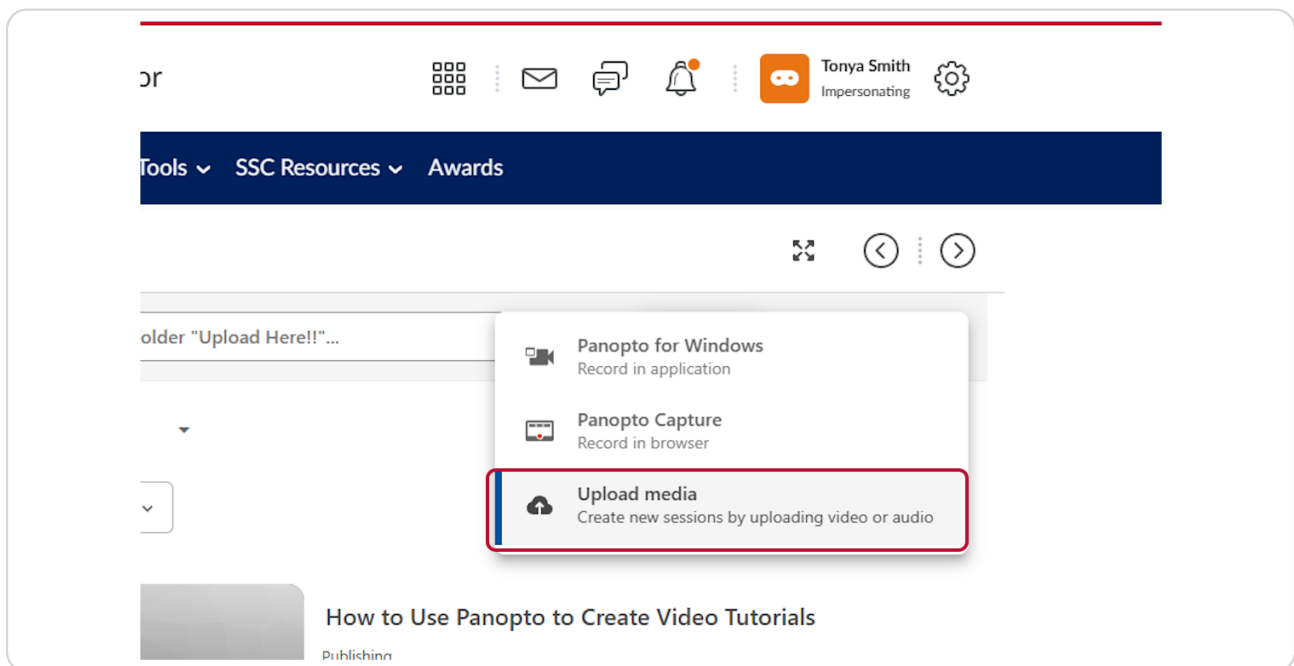 or
Tonya Smith
Impersonating
Tools
SSC Resources
Awards
older "Upload Here!!"...
Panopto for Windows
Record in application
Panopto Capture
Record in browser
Upload media
Create new sessions by uploading video or audio
How to Use Panopto to Create Video Tutorials
Publishing